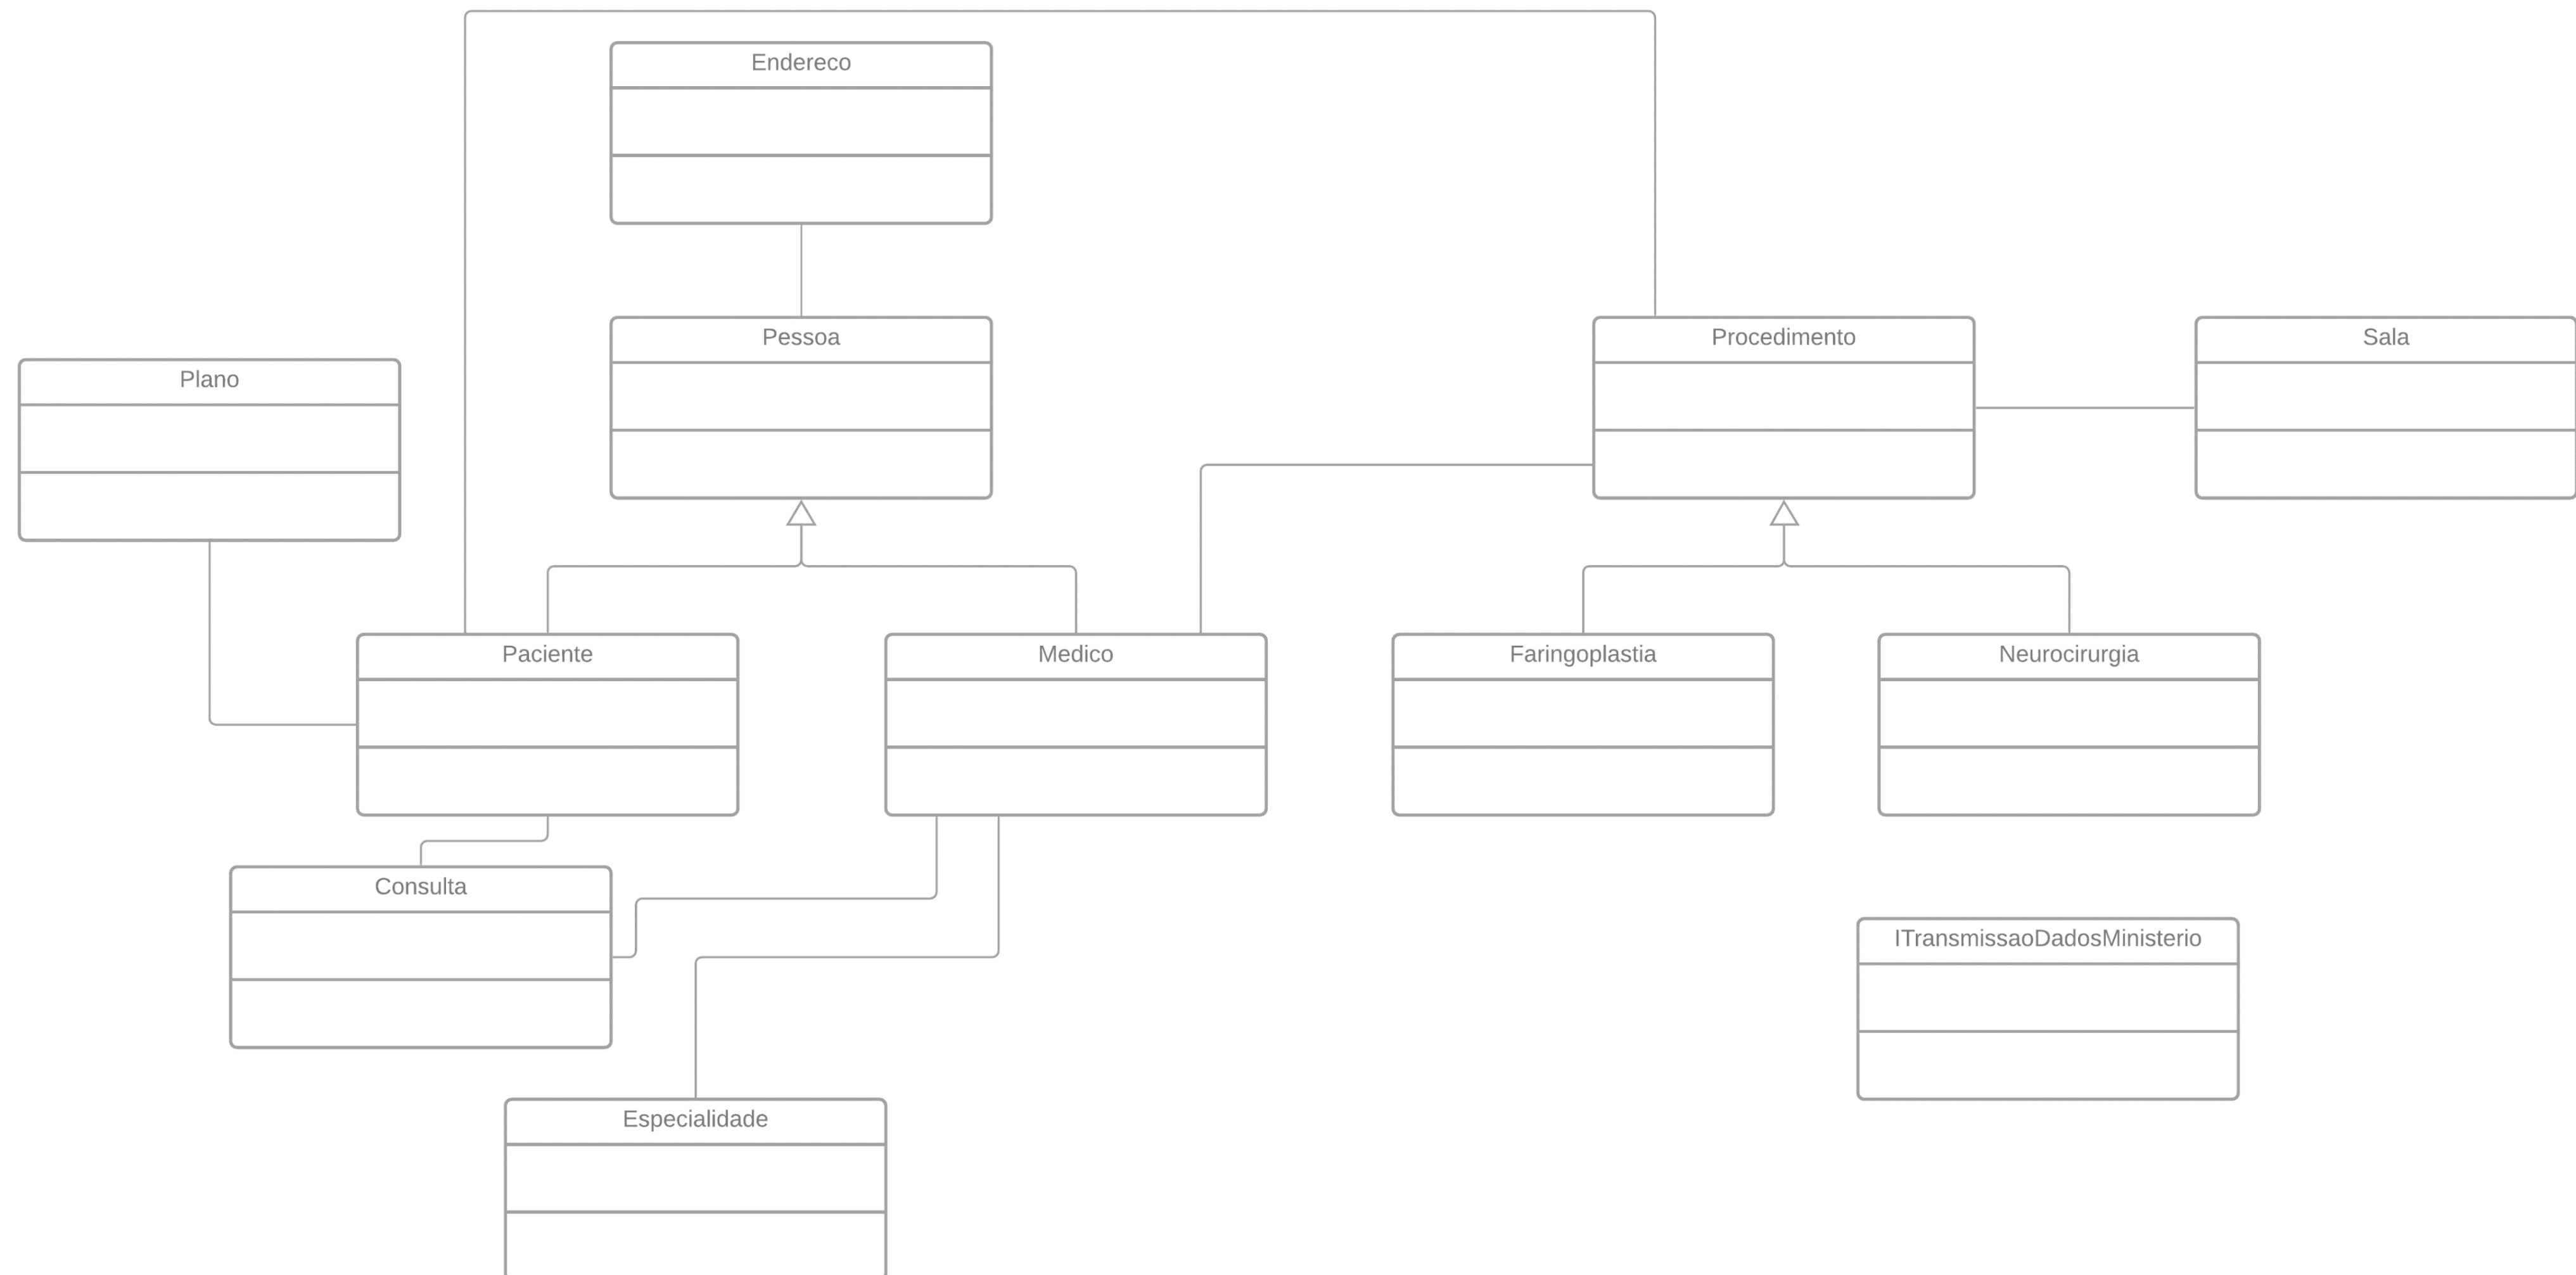 Endereco
Pessoa
Procedimento
Sala
Plano
Paciente
Medico
Faringoplastia
Neurocirurgia
Consulta
ITransmissaoDadosMinisterio
Especialidade